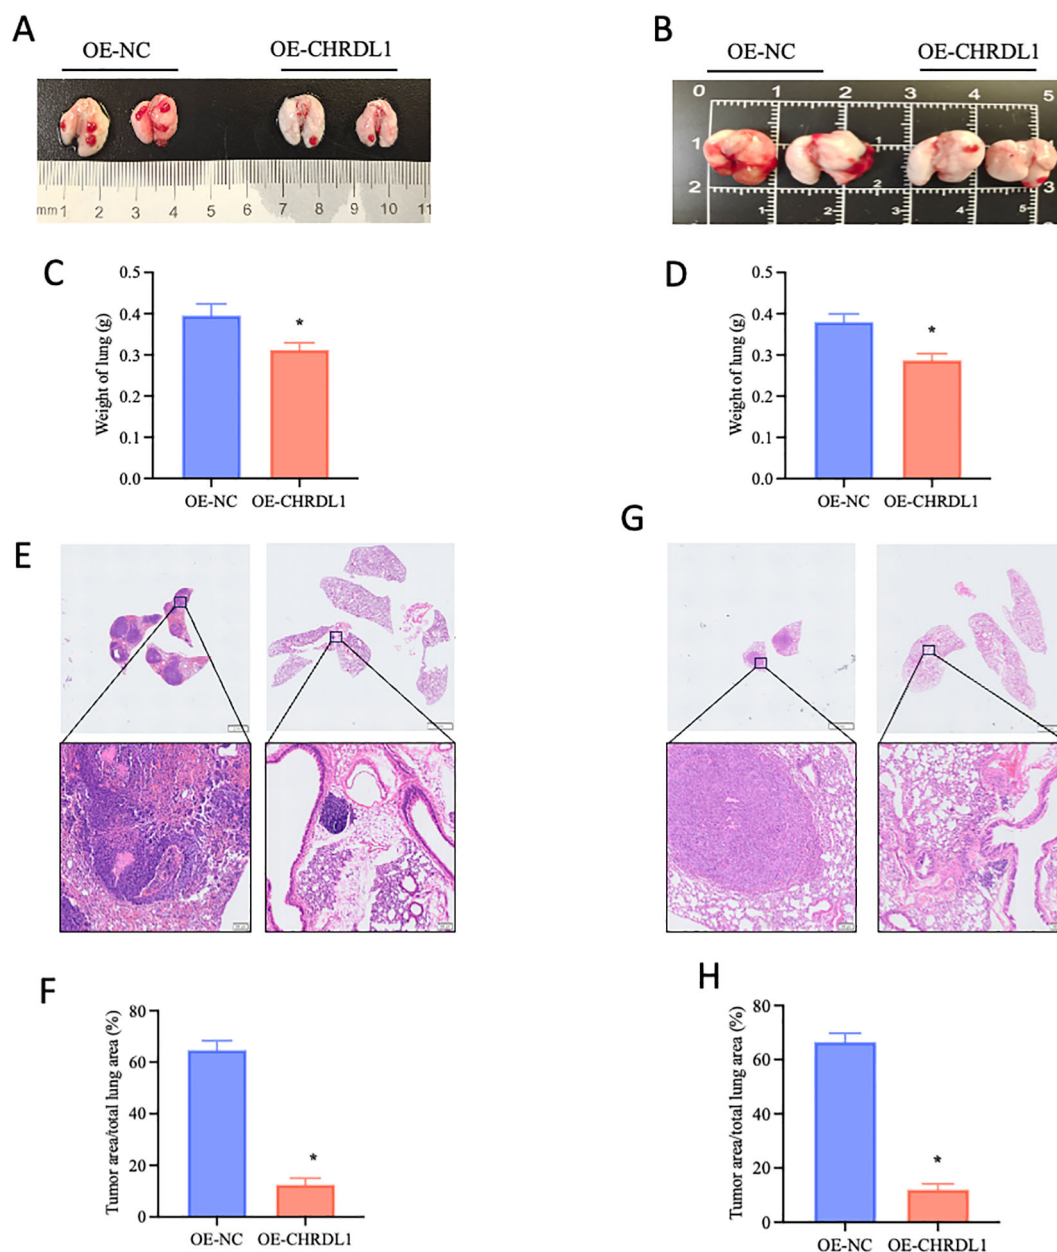 A
B
OE-NC
OE-CHRDL1
OE-NC
OE-CHRDL1
mm 1 2 3 4 5 6 7 8 9 10 11
0 1 2 3 4 5
1 1 1 1
2 2 3
1 2 4 5
C
D
0.5
0.4
0.3
0.2
0.1
0.0
Weight of lung (g)
*
OE-NC
OE-CHRDL1
0.5
0.4
0.3
0.2
0.1
0.0
Weight of lung (g)
*
OE-NC
OE-CHRDL1
E
G
F
H
80
60
40
20
0
Tumor area/total lung area (%)
*
OE-NC
OE-CHRDL1
80
60
40
20
0
Tumor area/total lung area (%)
*
OE-NC
OE-CHRDL1